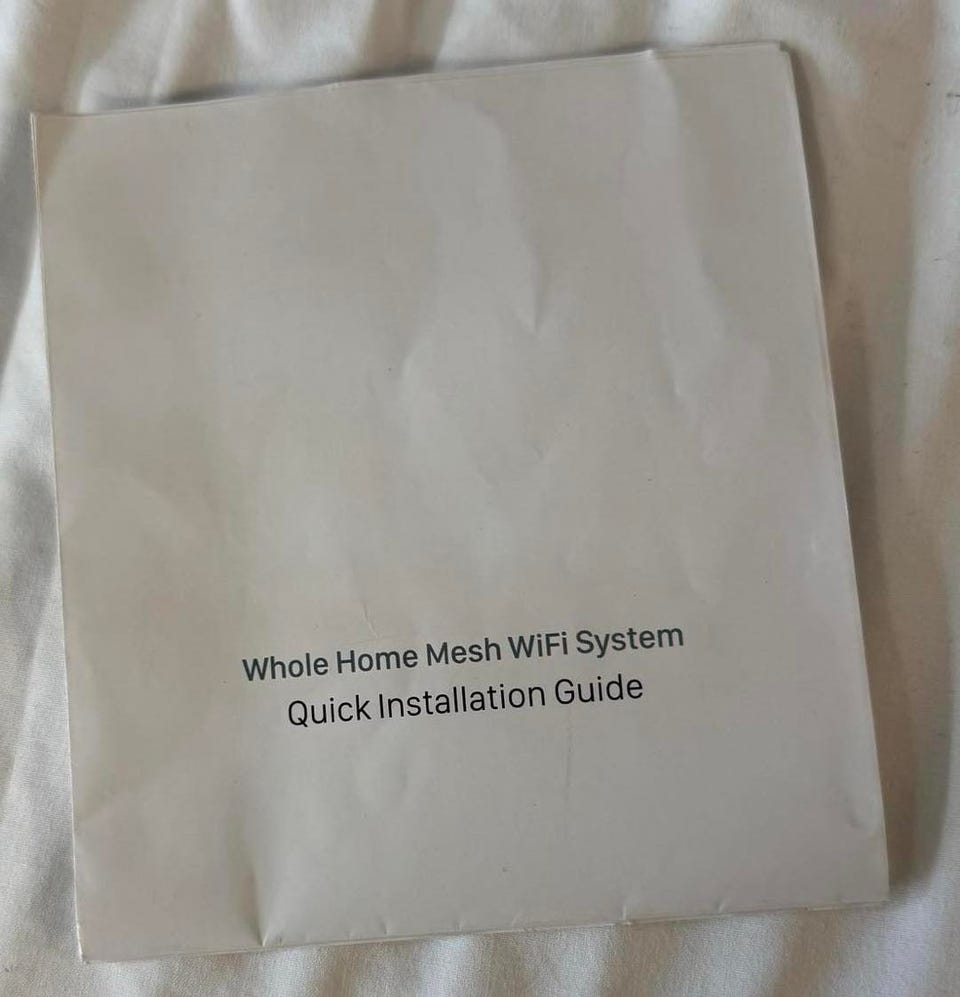 Whole Home Mesh WiFi System
Quick Installation Guide